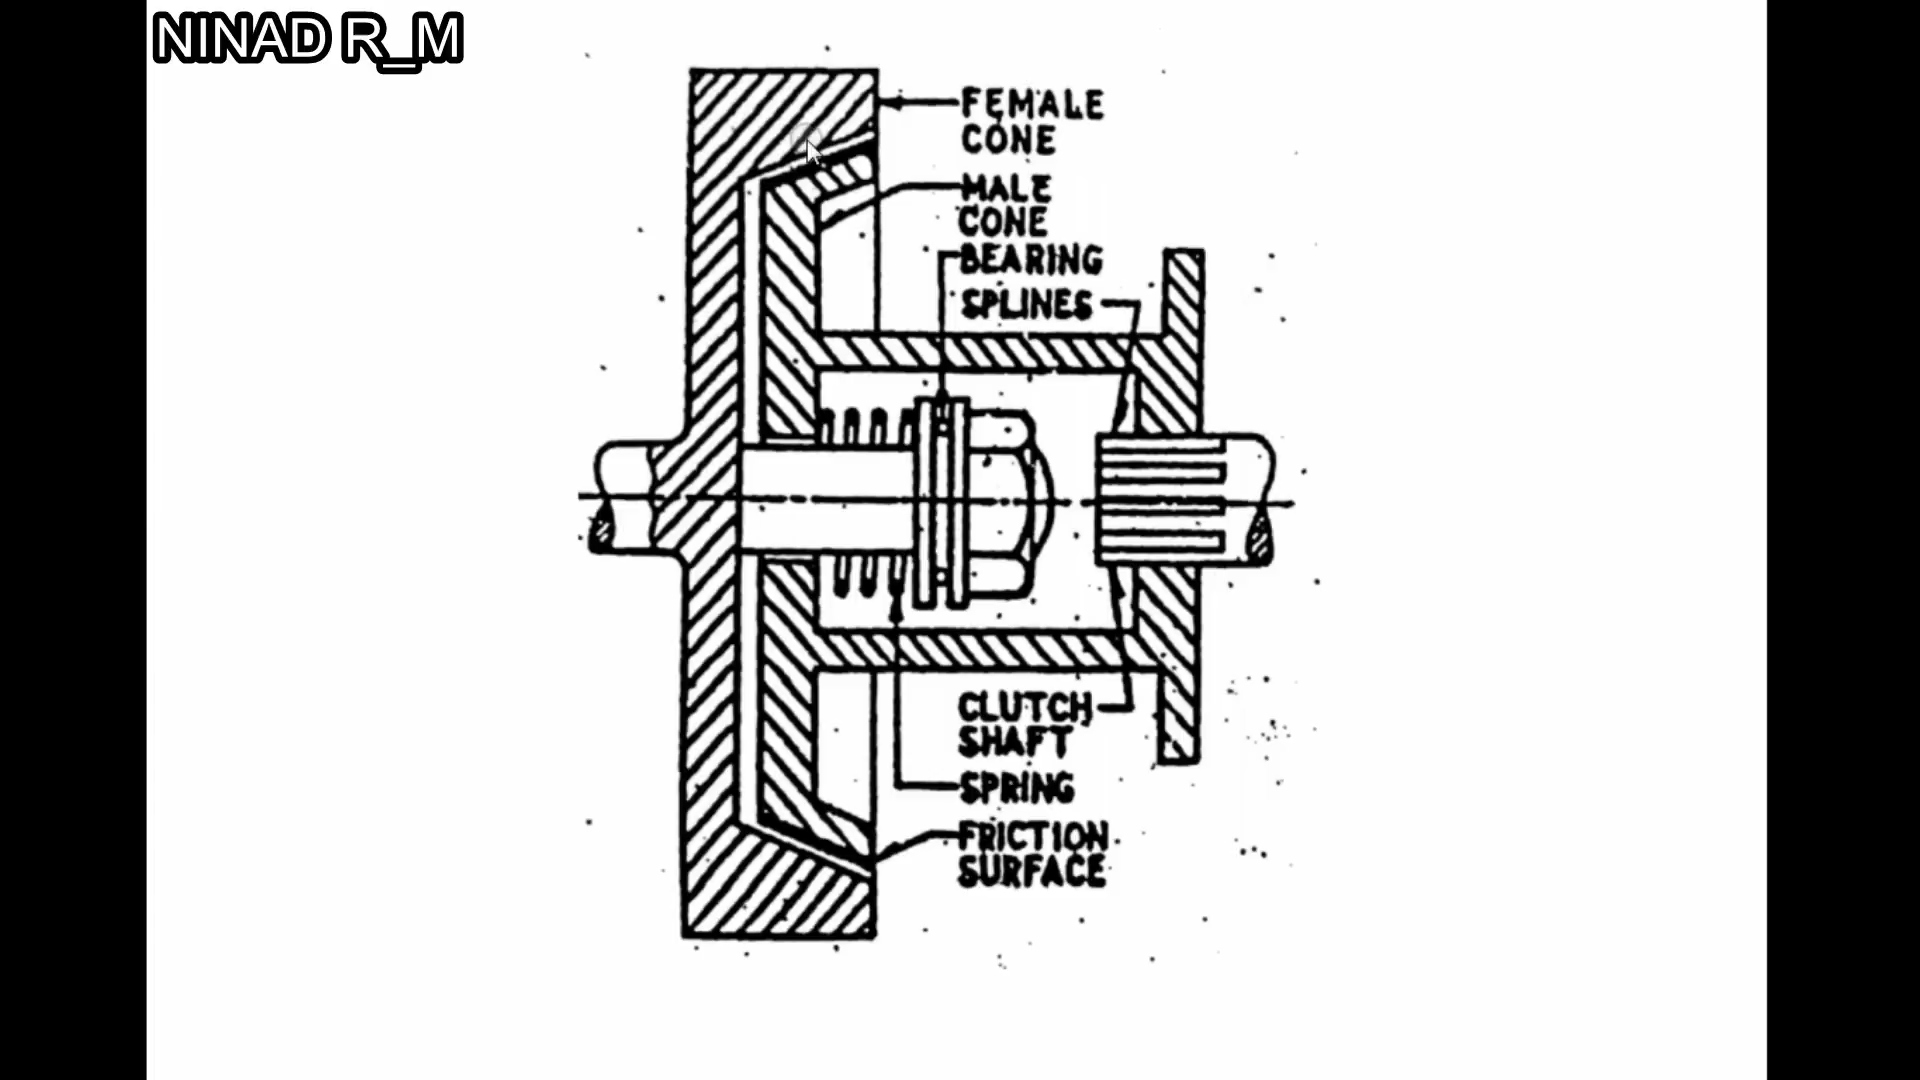 NINAD R_M
FEMALE
CONE
MALE
CONE
BEARING
SPLINES
CLUTCH
SHAFT
SPRING
FRICTION
SURFACE